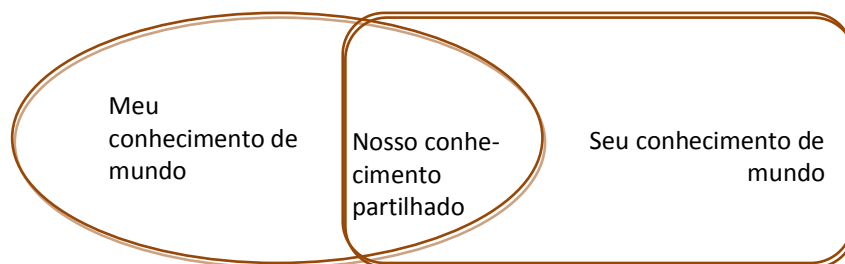 Meu
conhecimento de
mundo
Nosso conhe-
cimento
partilhado
Seu conhecimento de
mundo